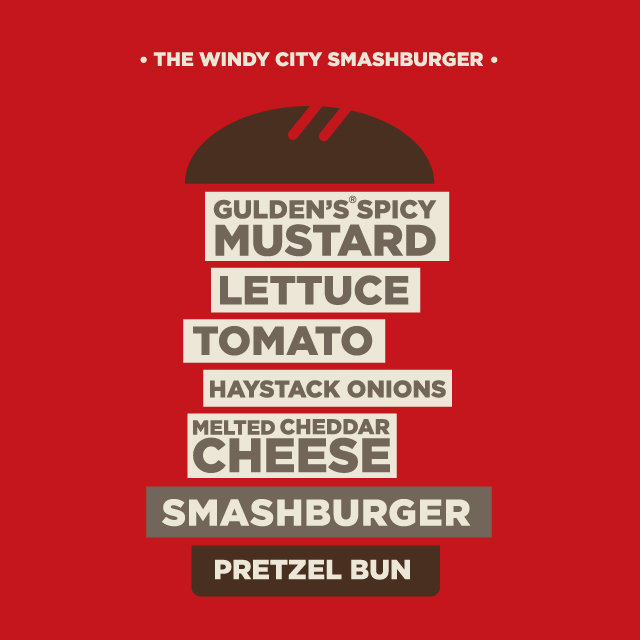 • THE WINDY CITY SMASHBURGER •
GULDEN'S® SPICY
MUSTARD
LETTUCE
TOMATO
HAYSTACK ONIONS
MELTED CHEDDAR
CHEESE
SMASHBURGER
PRETZEL BUN